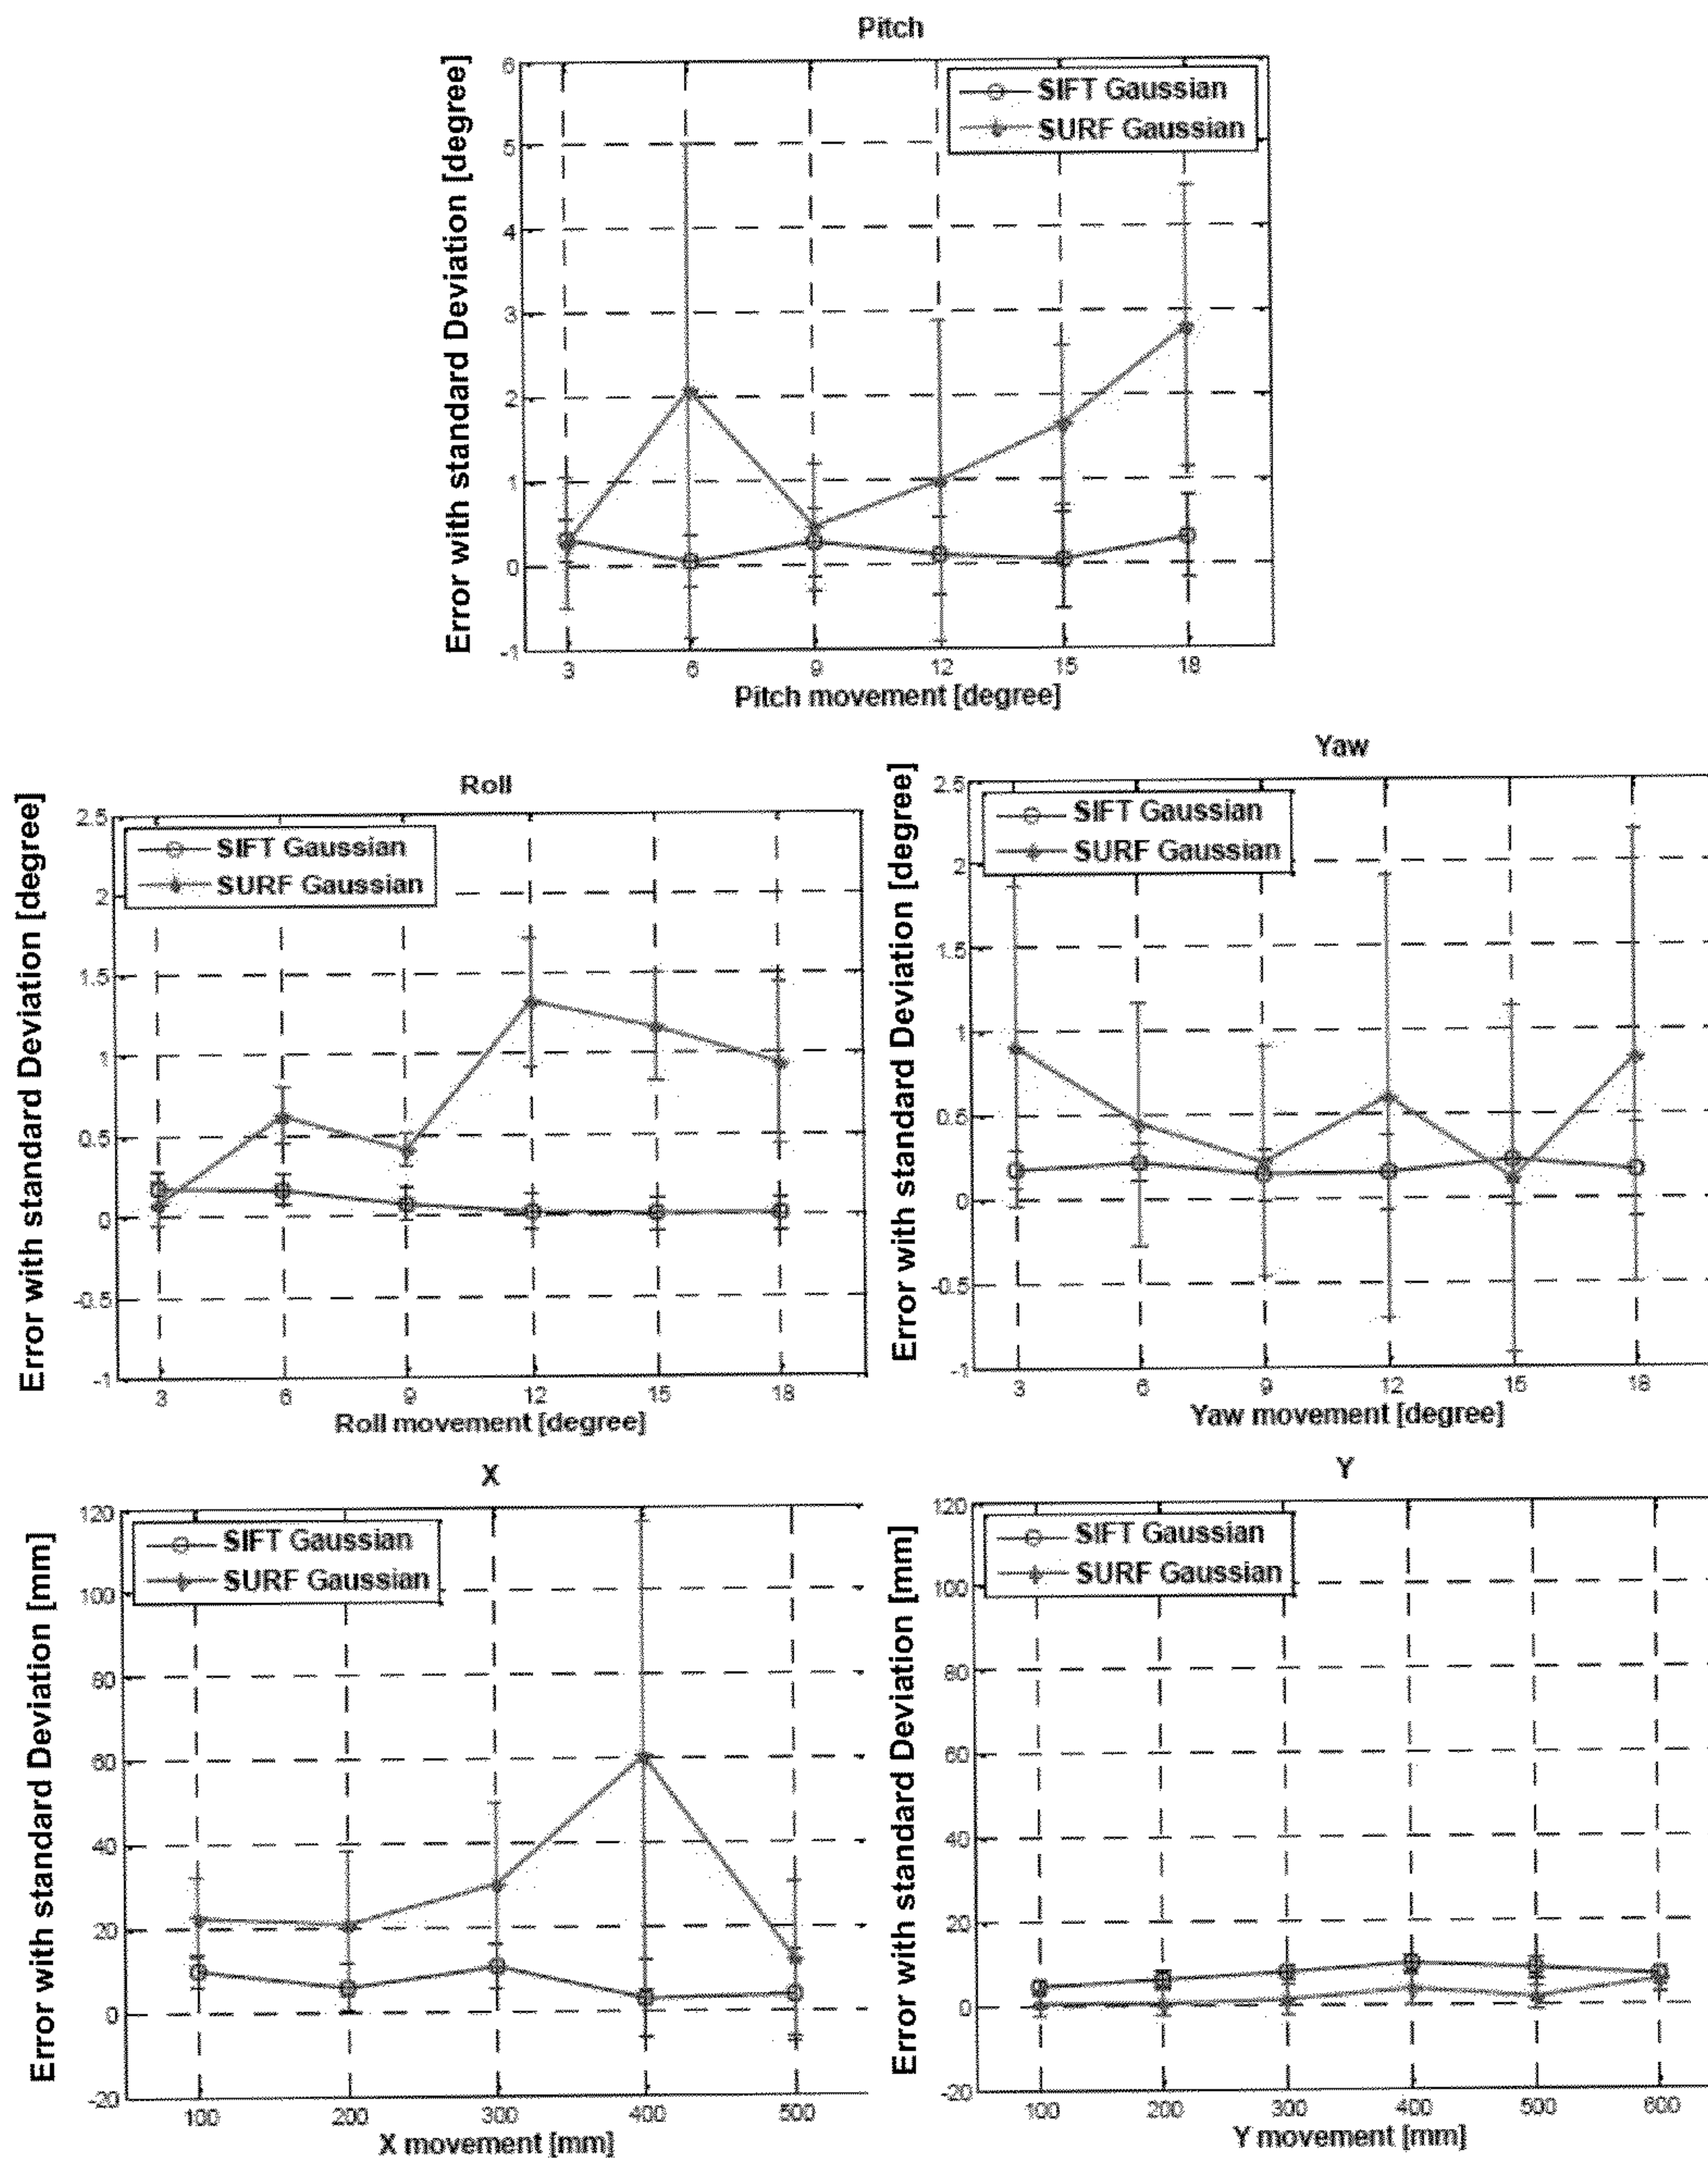 Pitch
Error with standard Deviation [degree]
6
5
4
3
2
1
0
-1
SIFT Gaussian
SURF Gaussian
3 6 9 12 15 18
Pitch movement [degree]
Roll
Error with standard Deviation [degree]
2.5
2
1.5
1
0.5
0
-0.5
-1
SIFT Gaussian
SURF Gaussian
3 6 9 12 15 18
Roll movement [degree]
Yaw
Error with standard Deviation [degree]
2.5
2
1.5
1
0.5
0
-0.5
-1
SIFT Gaussian
SURF Gaussian
3 6 9 12 15 18
Yaw movement [degree]
X
Error with standard Deviation [mm]
120
100
80
60
40
20
0
-20
SIFT Gaussian
SURF Gaussian
100 200 300 400 500
X movement [mm]
Y
Error with standard Deviation [mm]
120
100
80
60
40
20
0
-20
SIFT Gaussian
SURF Gaussian
100 200 300 400 500 600
Y movement [mm]